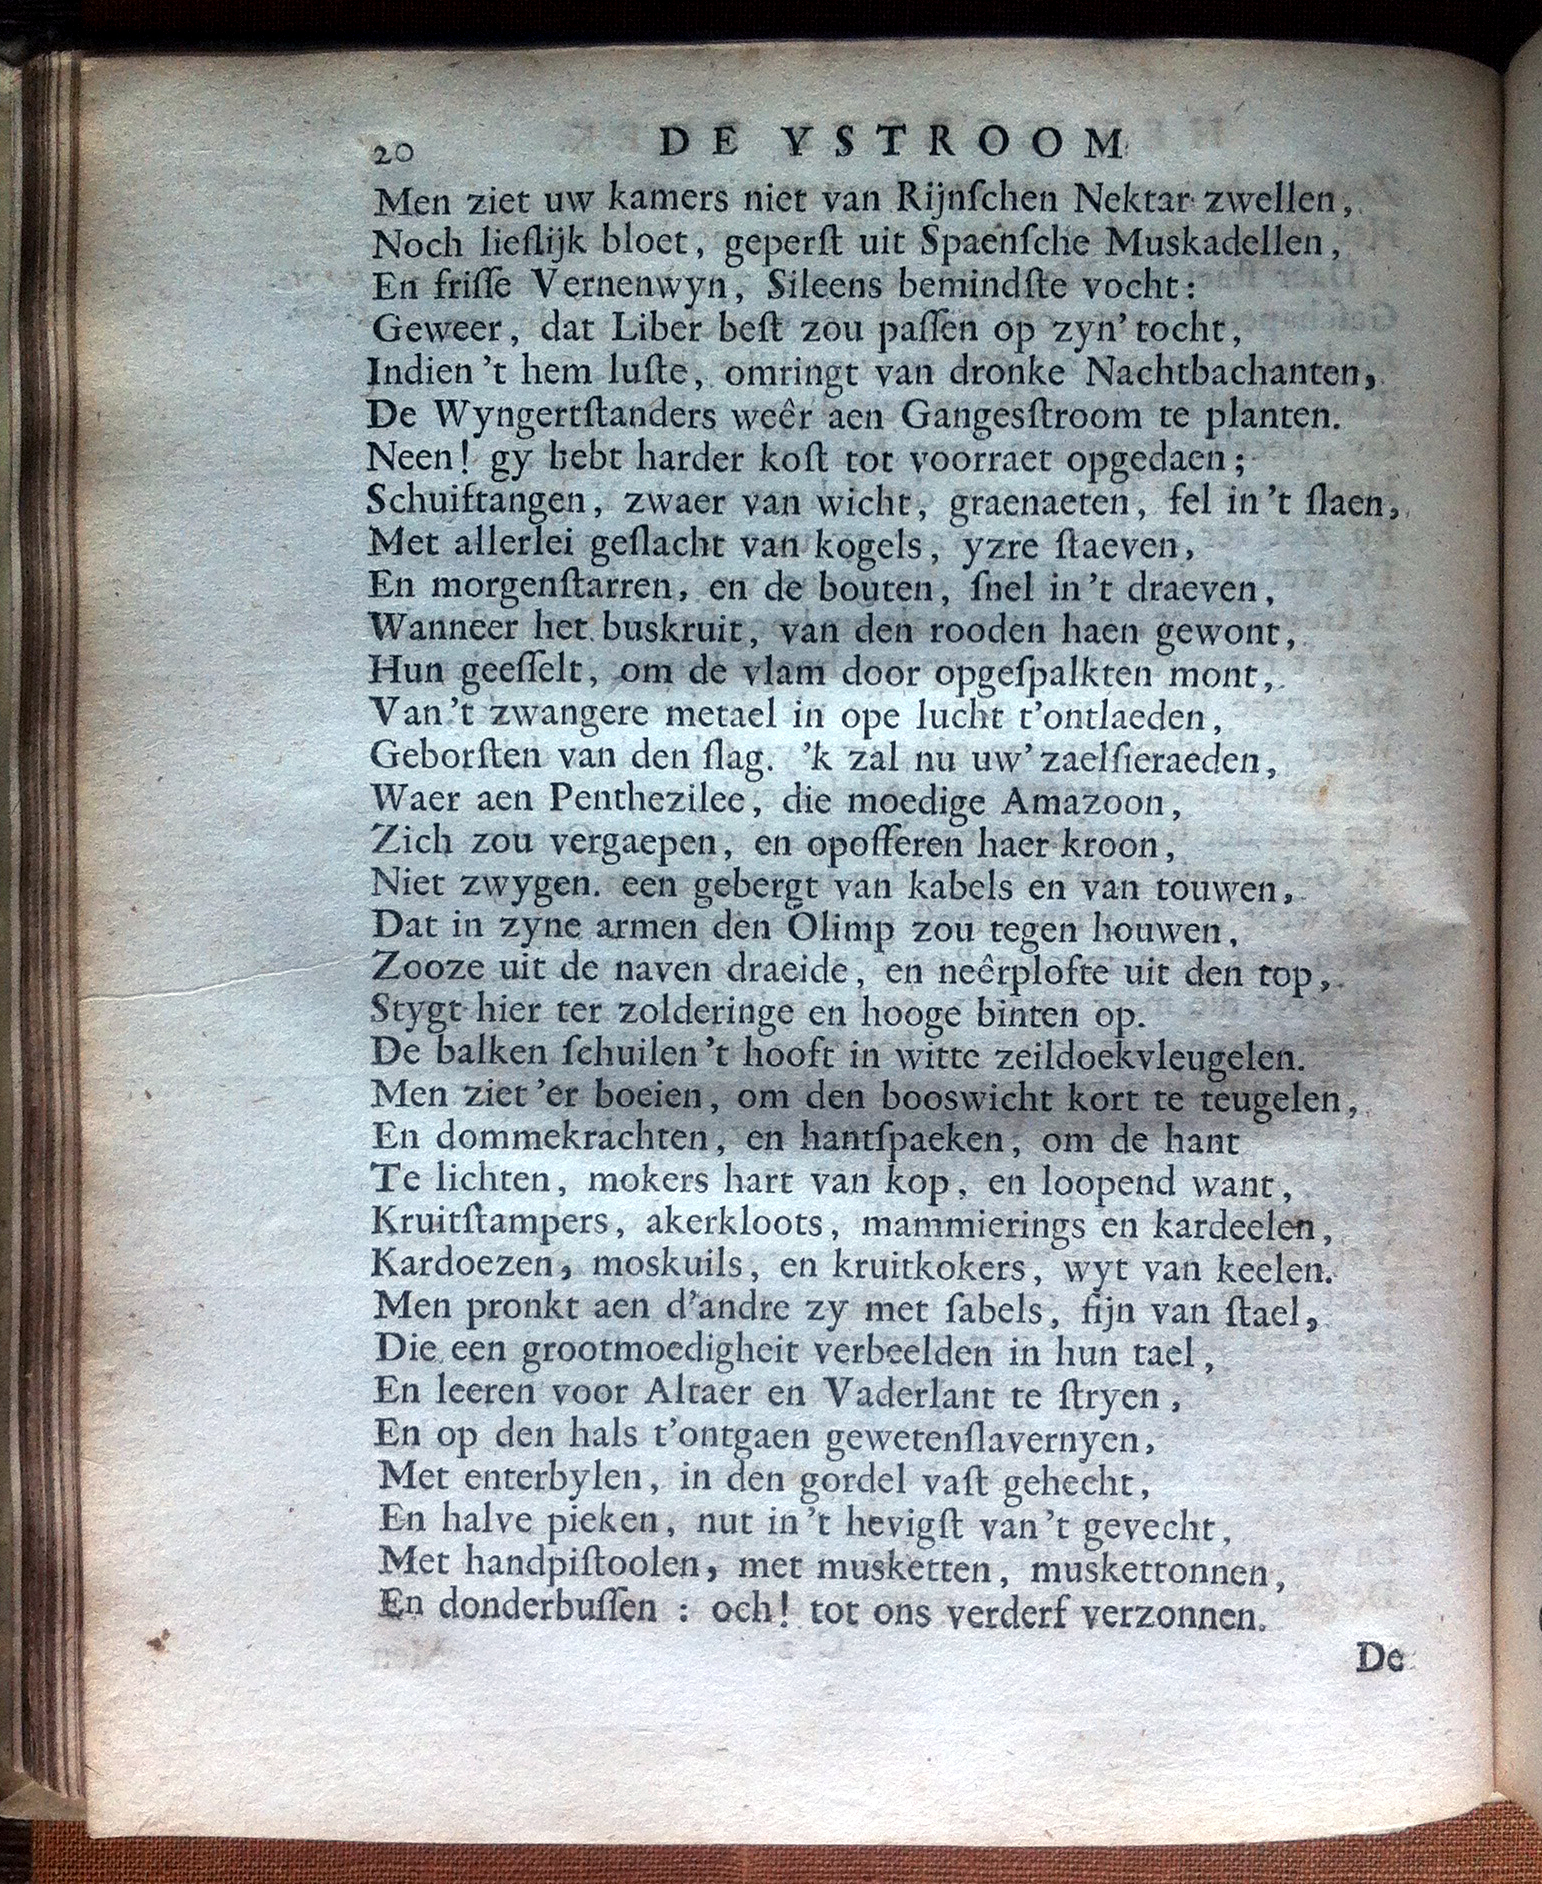 20 DE YSTROOM
Men ziet uw kamers niet van Rijnſchen Nektar zwellen,
Noch lieflijk bloet, geperſt uit Spaenſche Muskadellen,
En friſſe Vernenwyn, Sileens bemindſte vocht:
Geweer, dat Liber beſt zou paſſen op zyn' tocht,
Indien 't hem luſte, omringt van dronke Nachtbachanten,
De Wyngertſtanders weêr aen Gangesſtroom te planten.
Neen! gy hebt harder koſt tot voorraet opgedaen;
Schuiftangen, zwaer van wicht, graenaeten, fel in 't ſlaen,
Met allerlei geſlacht van kogels, yzre ſtaeven,
En morgenſtarren, en de bouten, ſnel in 't draeven,
Wanneer het buskruit, van den rooden haen gewont,
Hun geeſſelt, om de vlam door opgeſpalkten mont,
Van 't zwangere metael in ope lucht t'ontlaeden,
Geborſten van den ſlag. 'k zal nu uw' zaelſieraeden,
Waer aen Penthezilee, die moedige Amazoon,
Zich zou vergaepen, en opofferen haer kroon,
Niet zwygen. een gebergt van kabels en van touwen,
Dat in zyne armen den Olimp zou tegen houwen,
Zooze uit de naven draeide, en neêrplofte uit den top,
Stygt hier ter zolderinge en hooge binten op.
De balken ſchuilen 't hooft in witte zeildoekvleugelen.
Men ziet 'er boeien, om den booswicht kort te teugelen,
En dommekrachten, en hantſpaeken, om de hant
Te lichten, mokers hart van kop, en loopend want,
Kruitſtampers, akerkloots, mammierings en kardeelen,
Kardoezen, moskuils, en kruitkokers, wyt van keelen.
Men pronkt aen d'andre zy met ſabels, fijn van ſtael,
Die een grootmoedigheit verbeelden in hun tael,
En leeren voor Altaer en Vaderlant te ſtryen,
En op den hals t'ontgaen gewetenſlavernyen,
Met enterbylen, in den gordel vaſt gehecht,
En halve pieken, nut in 't hevigſt van 't gevecht,
Met handpiſtoolen, met musketten, muskettonnen,
En donderbuſſen : och! tot ons verderf verzonnen.
De